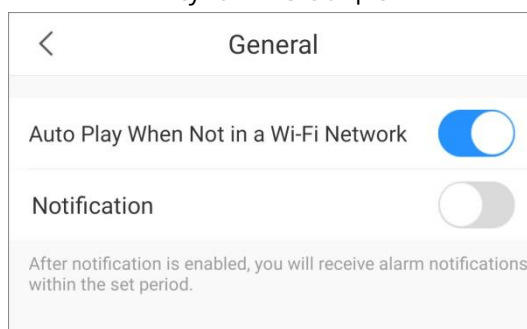 General
Auto Play When Not in a Wi-Fi Network
Notification
After notification is enabled, you will receive alarm notifications
within the set period.